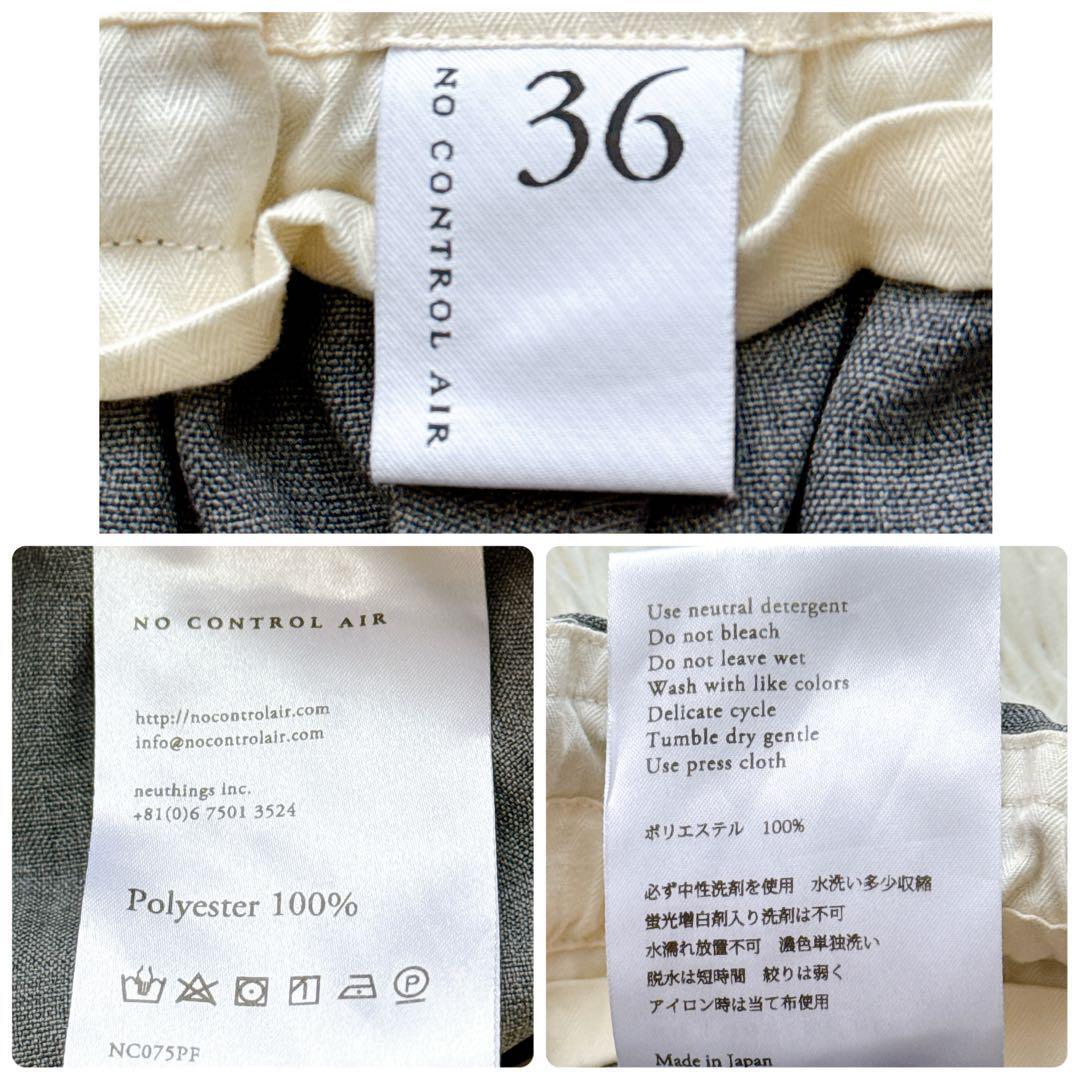 36
NO CONTROL AIR
NO CONTROL AIR
http://nocontrolair.com
info@nocontrolair.com
neuthings inc.
+81(0)6 7501 3524
Polyester 100%
P
NC075PF
Use neutral detergent
Do not bleach
Do not leave wet
Wash with like colors
Delicate cycle
Tumble dry gentle
Use press cloth
ポリエステル 100%
必ず中性洗剤を使用 水洗い多少収縮
蛍光増白剤入り洗剤は不可
水濡れ放置不可 濃色単独洗い
脱水は短時間 絞りは弱く
アイロン時は当て布使用
Made in Japan